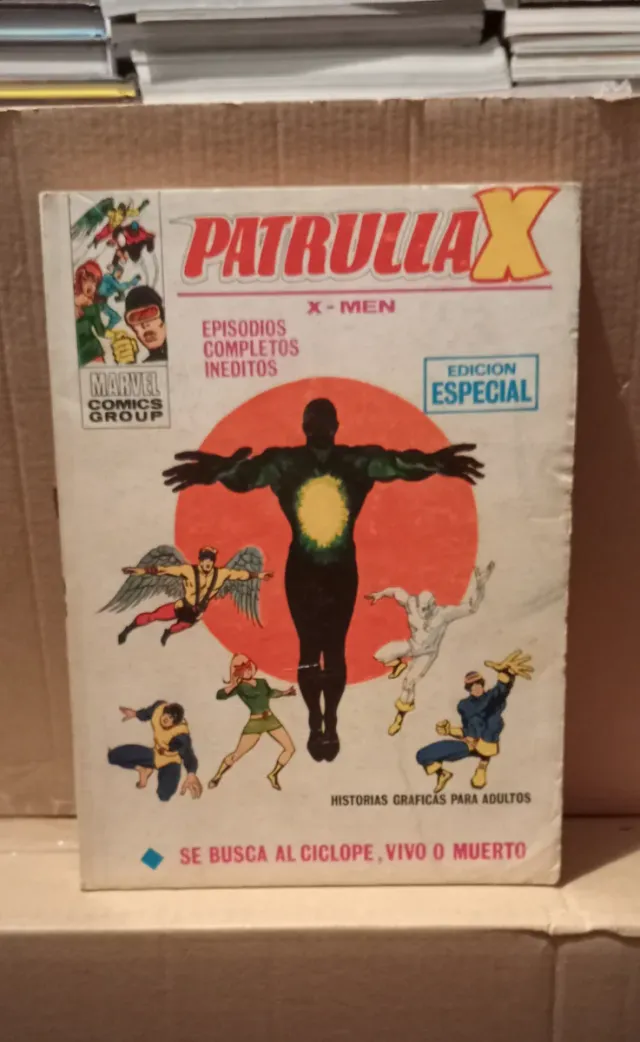 PATRULLA X
X-MEN
EPISODIOS
COMPLETOS
INEDITOS
MARVEL
COMICS
GROUP
EDICION
ESPECIAL
HISTORIAS GRAFICAS PARA ADULTOS
SE BUSCA AL CICLOPE, VIVO O MUERTO